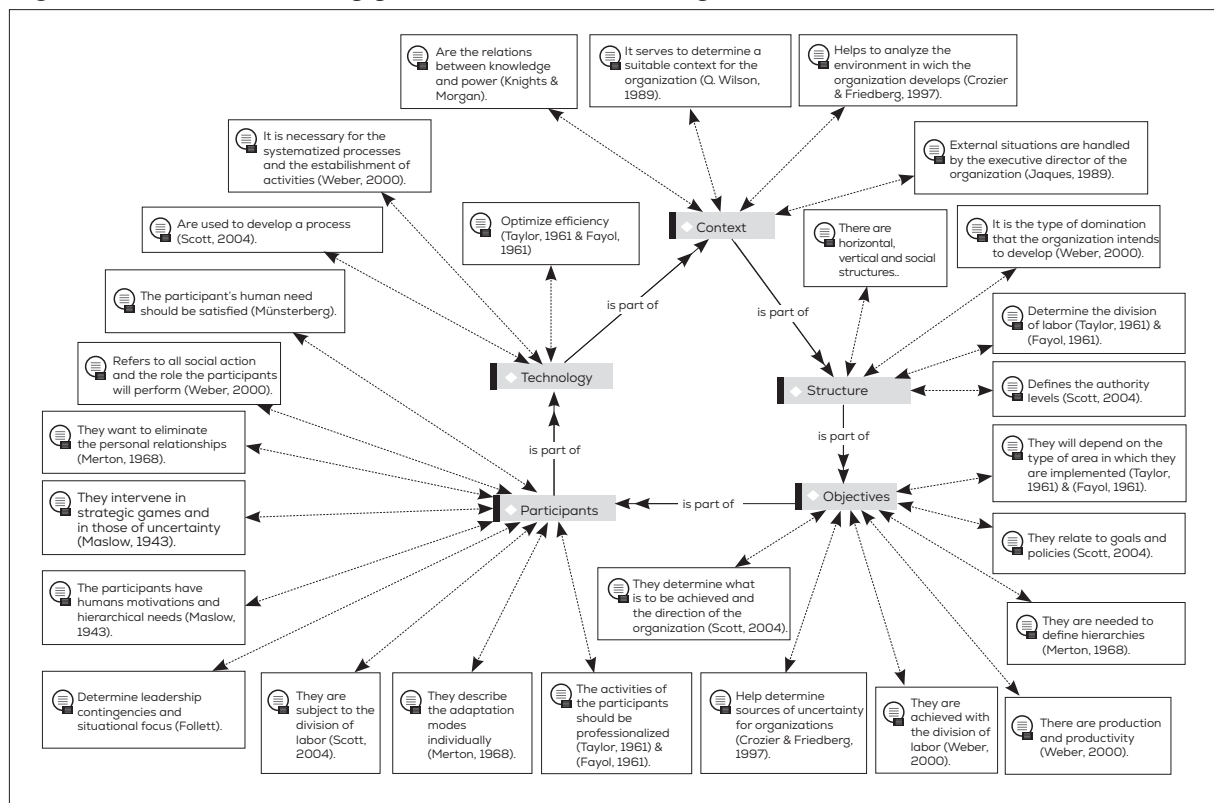 Are the relations
between knowledge
and power (Knights &
Morgan).
It serves to determine a
suitable context for the
organization (Q. Wilson,
1989).
Helps to analyze the
environment in wich the
organization develops (Crozier
& Friedberg, 1997).
It is necessary for the
systematized processes
and the estabilishment of
activities (Weber, 2000).
External situations are handled
by the executive director of the
organization (Jaques, 1989).
Are used to develop a process
(Scott, 2004).
Optimize efficiency
(Taylor, 1961 & Fayol,
1961)
Context
There are
horizontal,
vertical and social
structures..
It is the type of domination
that the organization intends
to develop (Weber, 2000).
The participant's human need
should be satisfied (Münsterberg).
is part of
is part of
Determine the division
of labor (Taylor, 1961) &
(Fayol, 1961).
Refers to all social action
and the role the participants
will perform (Weber, 2000).
Technology
Structure
Defines the authority
levels (Scott, 2004).
They want to eliminate
the personal relationships
(Merton, 1968).
is part of
is part of
They will depend on the
type of area in which they
are implemented (Taylor,
1961) & (Fayol, 1961).
They intervene in
strategic games and
in those of uncertainty
(Maslow, 1943).
Participants
is part of
Objectives
They relate to goals and
policies (Scott, 2004).
The participants have
humans motivations and
hierarchical needs (Maslow,
1943).
They determine what
is to be achieved and
the direction of the
organization (Scott, 2004).
They are needed to
define hierarchies
(Merton, 1968).
Determine leadership
contingencies and
situational focus (Follett).
They are
subject to the
division of
labor (Scott,
2004).
They describe
the adaptation
modes
individually
(Merton, 1968).
The activities of
the participants
should be
professionalized
(Taylor, 1961) &
(Fayol, 1961).
Help determine
sources of uncertainty
for organizations
(Crozier & Friedberg,
1997).
They are
achieved with
the division of
labor (Weber,
2000).
There are production
and productivity
(Weber, 2000).